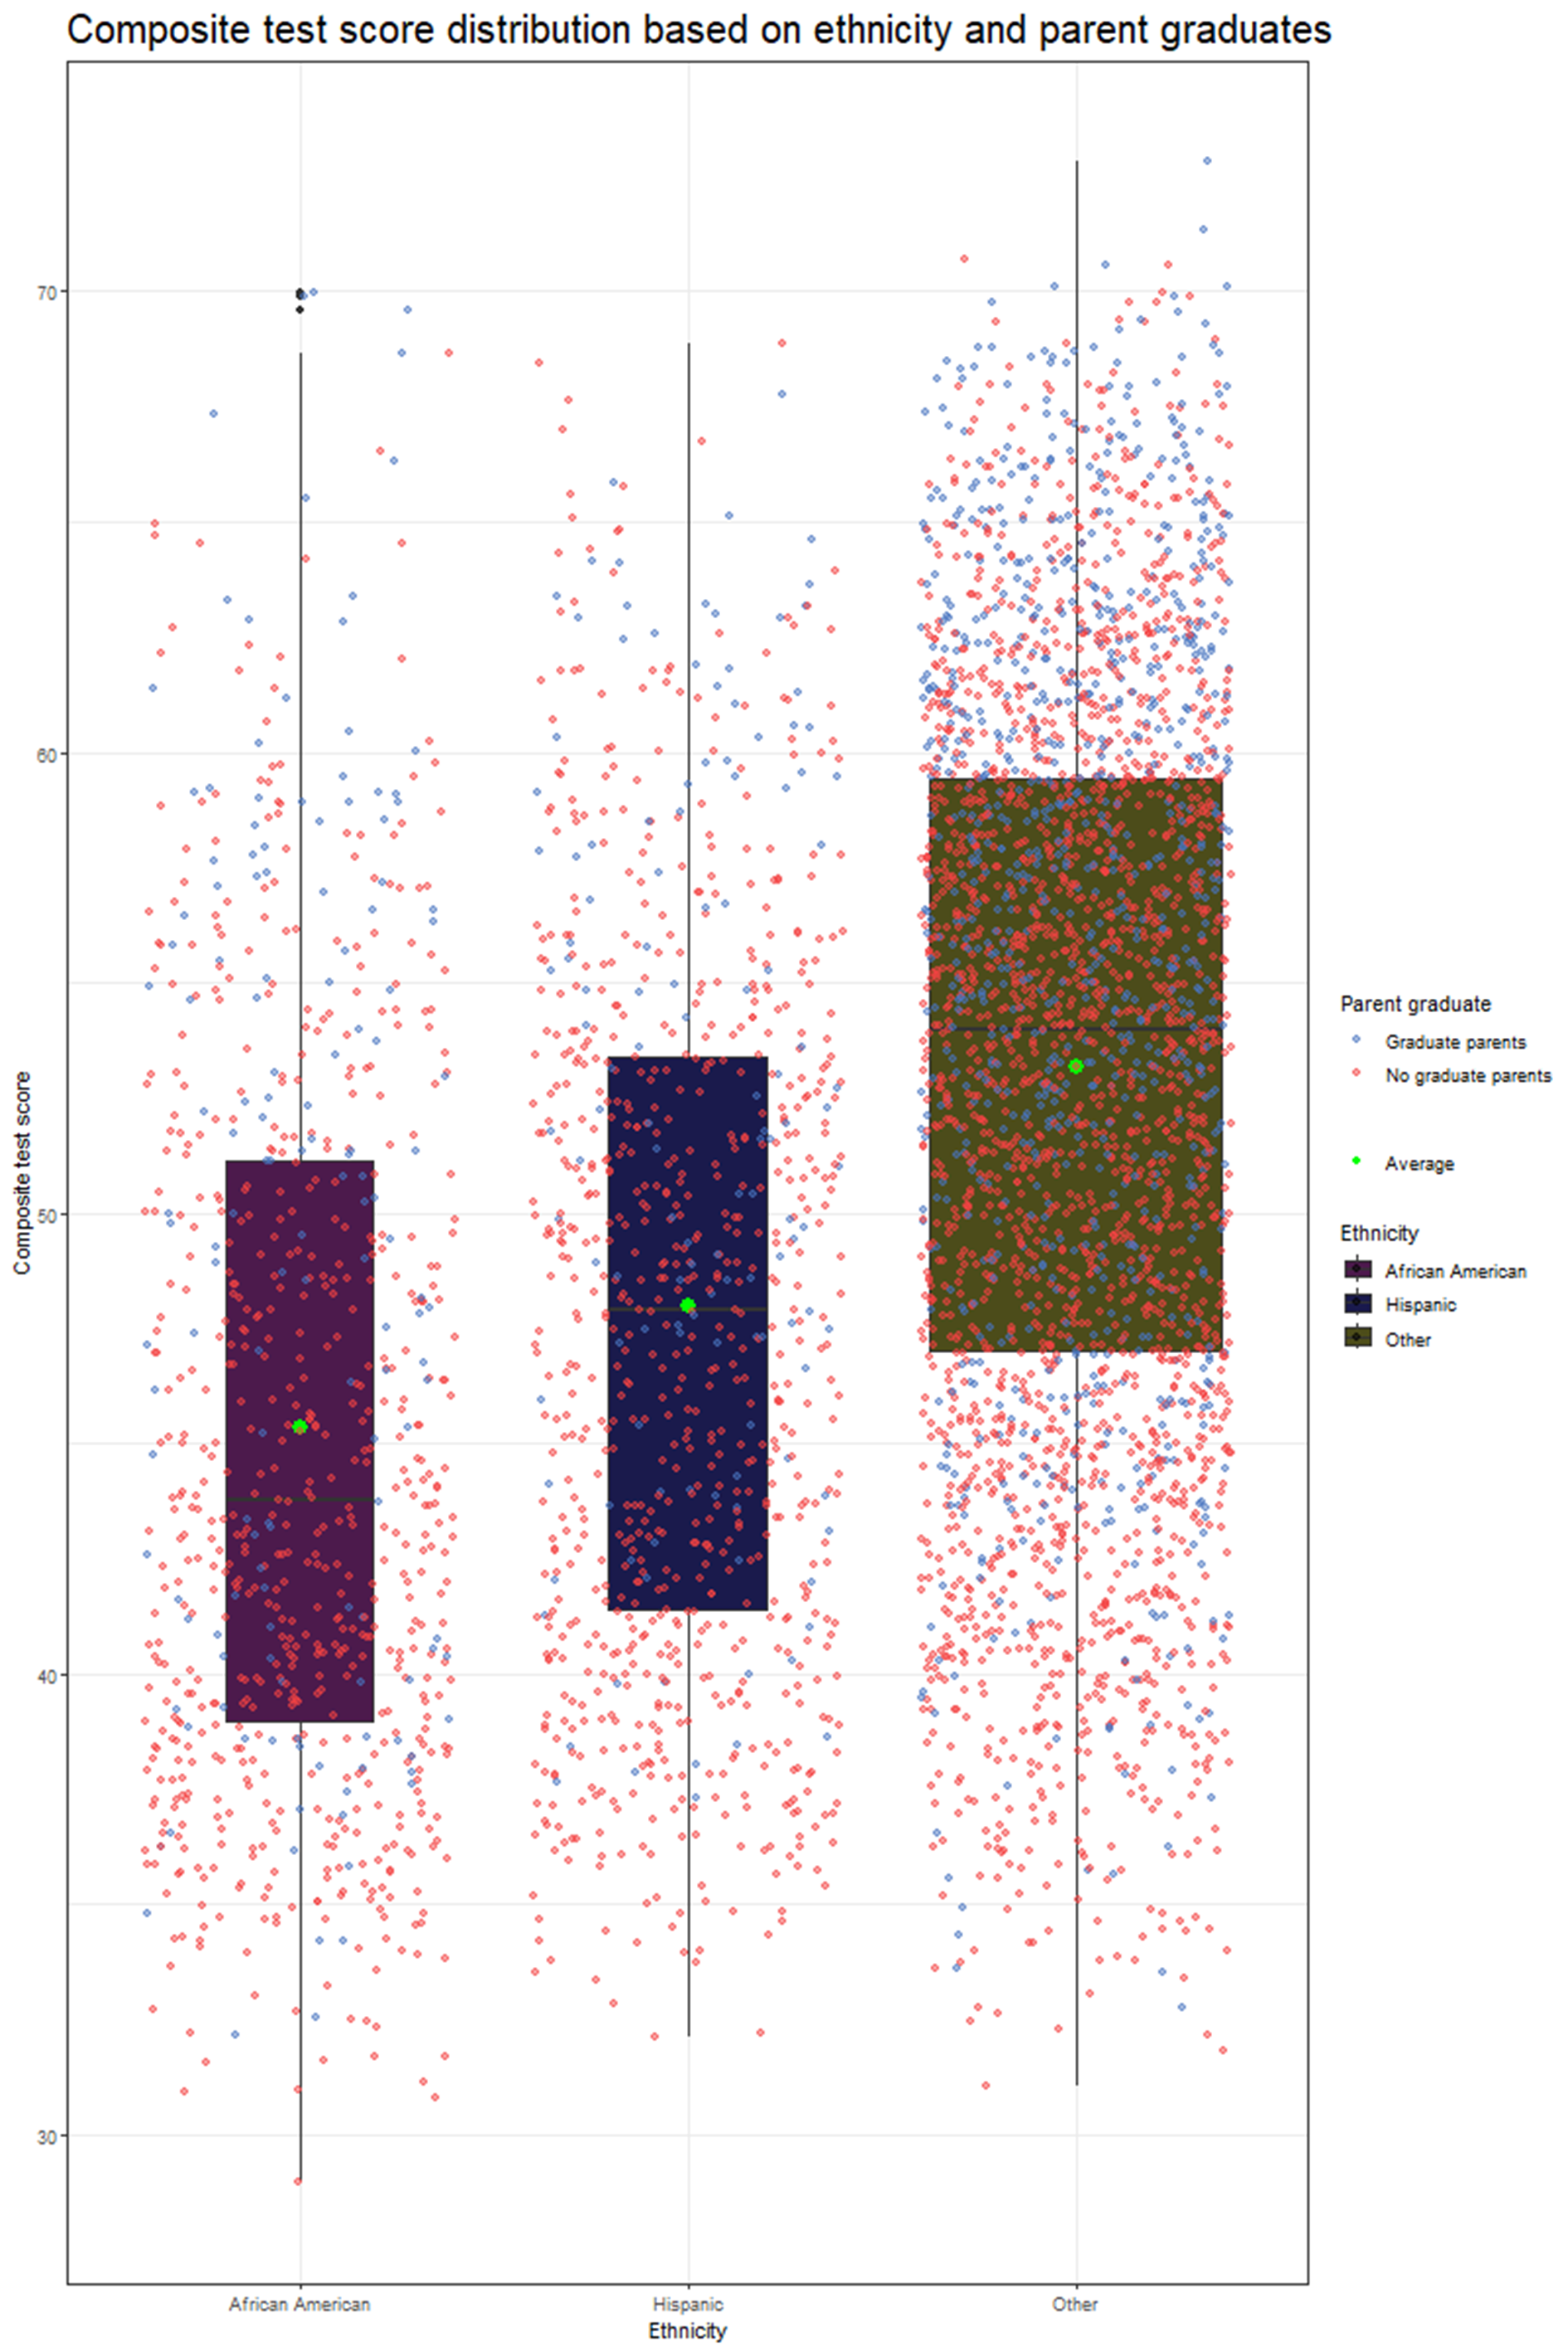 Composite test score distribution based on ethnicity and parent graduates
70
60
50
40
30
Composite test score
African American
Hispanic
Other
Ethnicity
Parent graduate
Graduate parents
No graduate parents
Average
Ethnicity
African American
Hispanic
Other